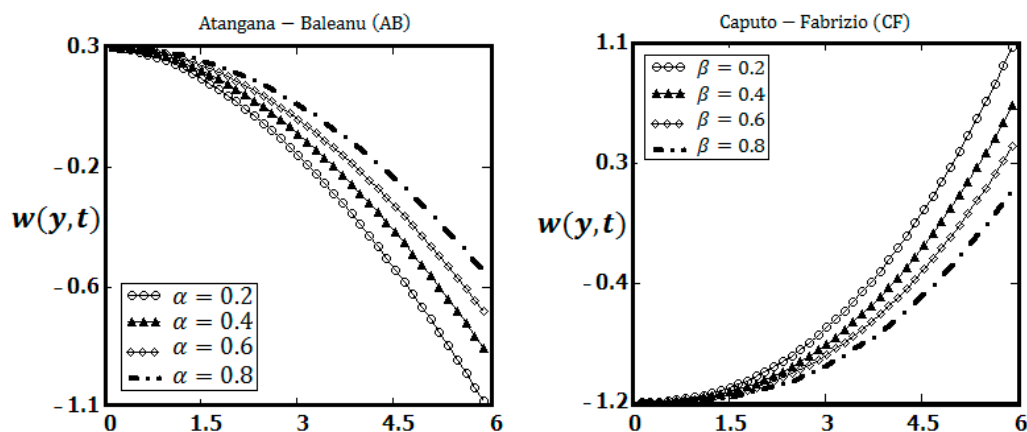 Atangana – Baleanu (AB)
0.3
-0.2
w(y,t)
-0.6
-1.1
α = 0.2
α = 0.4
α = 0.6
α = 0.8
0 1.5 3 4.5 6
Caputo – Fabrizio (CF)
1.1
β = 0.2
β = 0.4
β = 0.6
β = 0.8
0.3
w(y,t)
-0.4
-1.2
0 1.5 3 4.5 6